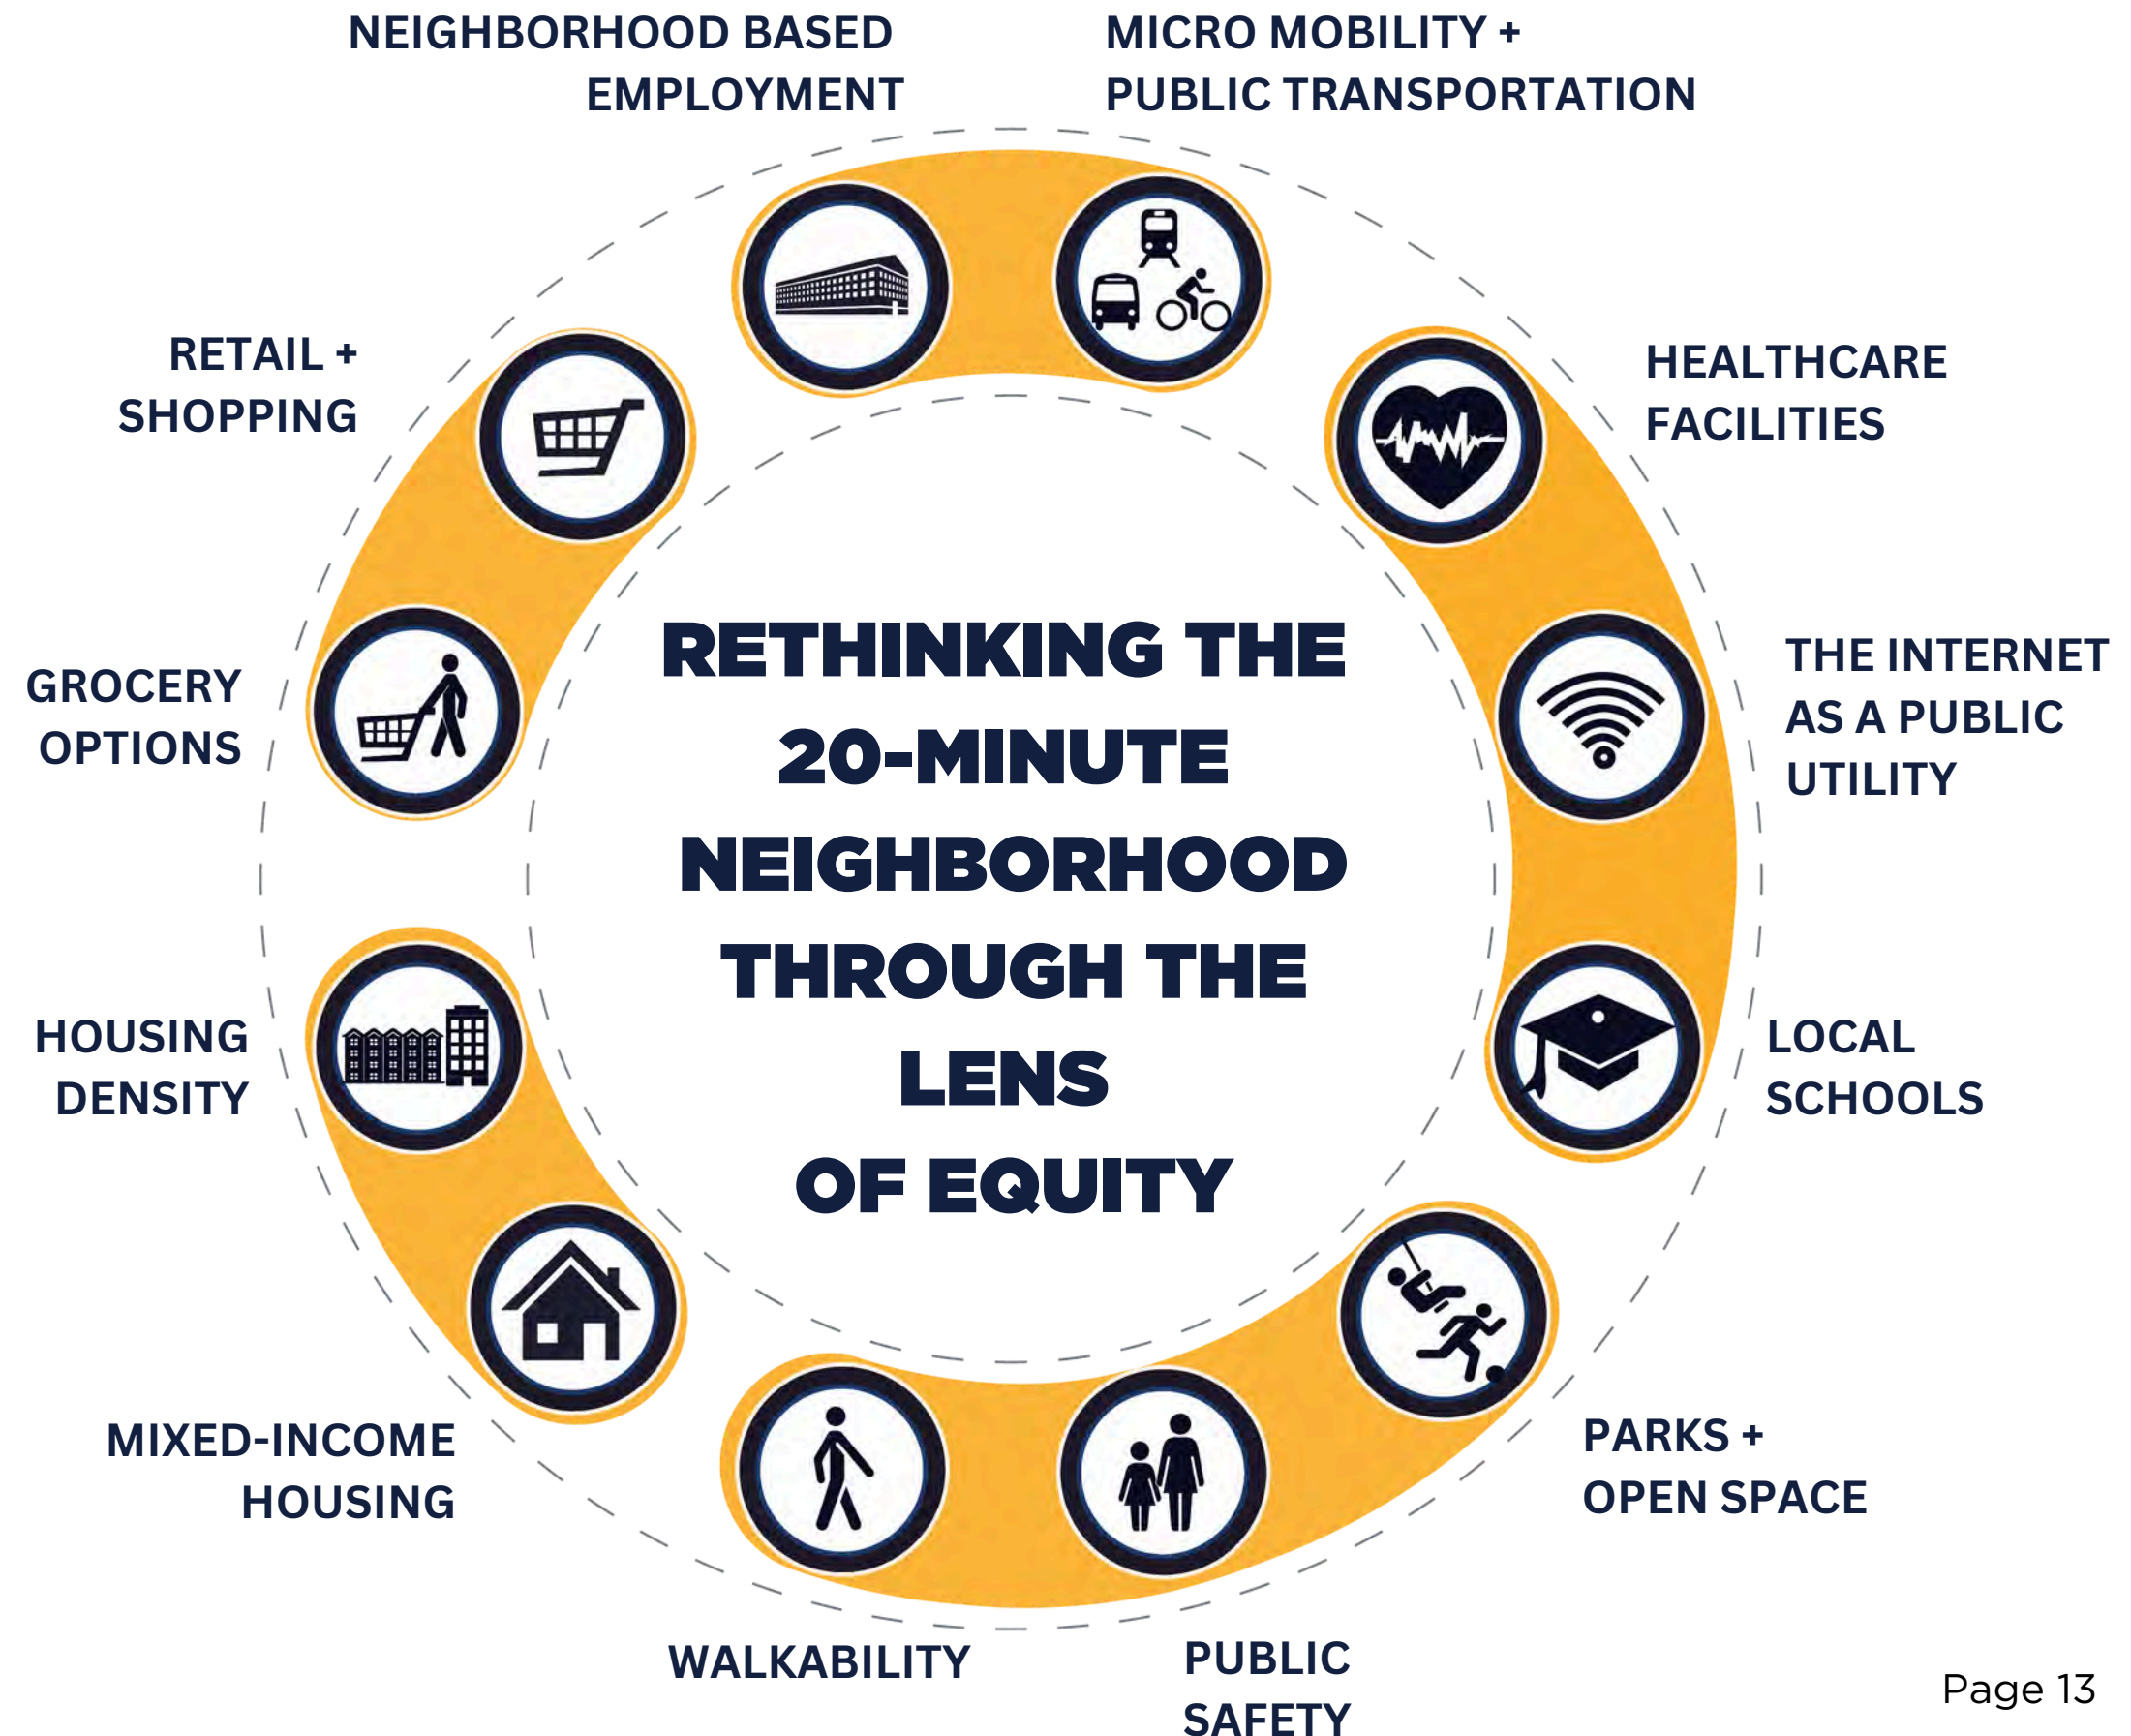 NEIGHBORHOOD BASED
EMPLOYMENT
MICRO MOBILITY +
PUBLIC TRANSPORTATION
RETAIL +
SHOPPING
HEALTHCARE
FACILITIES
GROCERY
OPTIONS
THE INTERNET
AS A PUBLIC
UTILITY
RETHINKING THE
20-MINUTE
NEIGHBORHOOD
THROUGH THE
LENS
OF EQUITY
HOUSING
DENSITY
LOCAL
SCHOOLS
MIXED-INCOME
HOUSING
PARKS +
OPEN SPACE
WALKABILITY
PUBLIC
SAFETY
Page 13